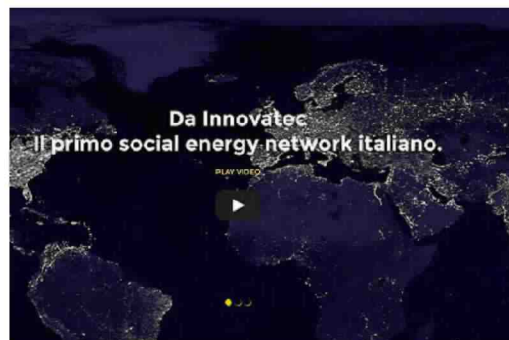 Da Innovatec
Il primo social energy network italiano.
PLAY VIDEO